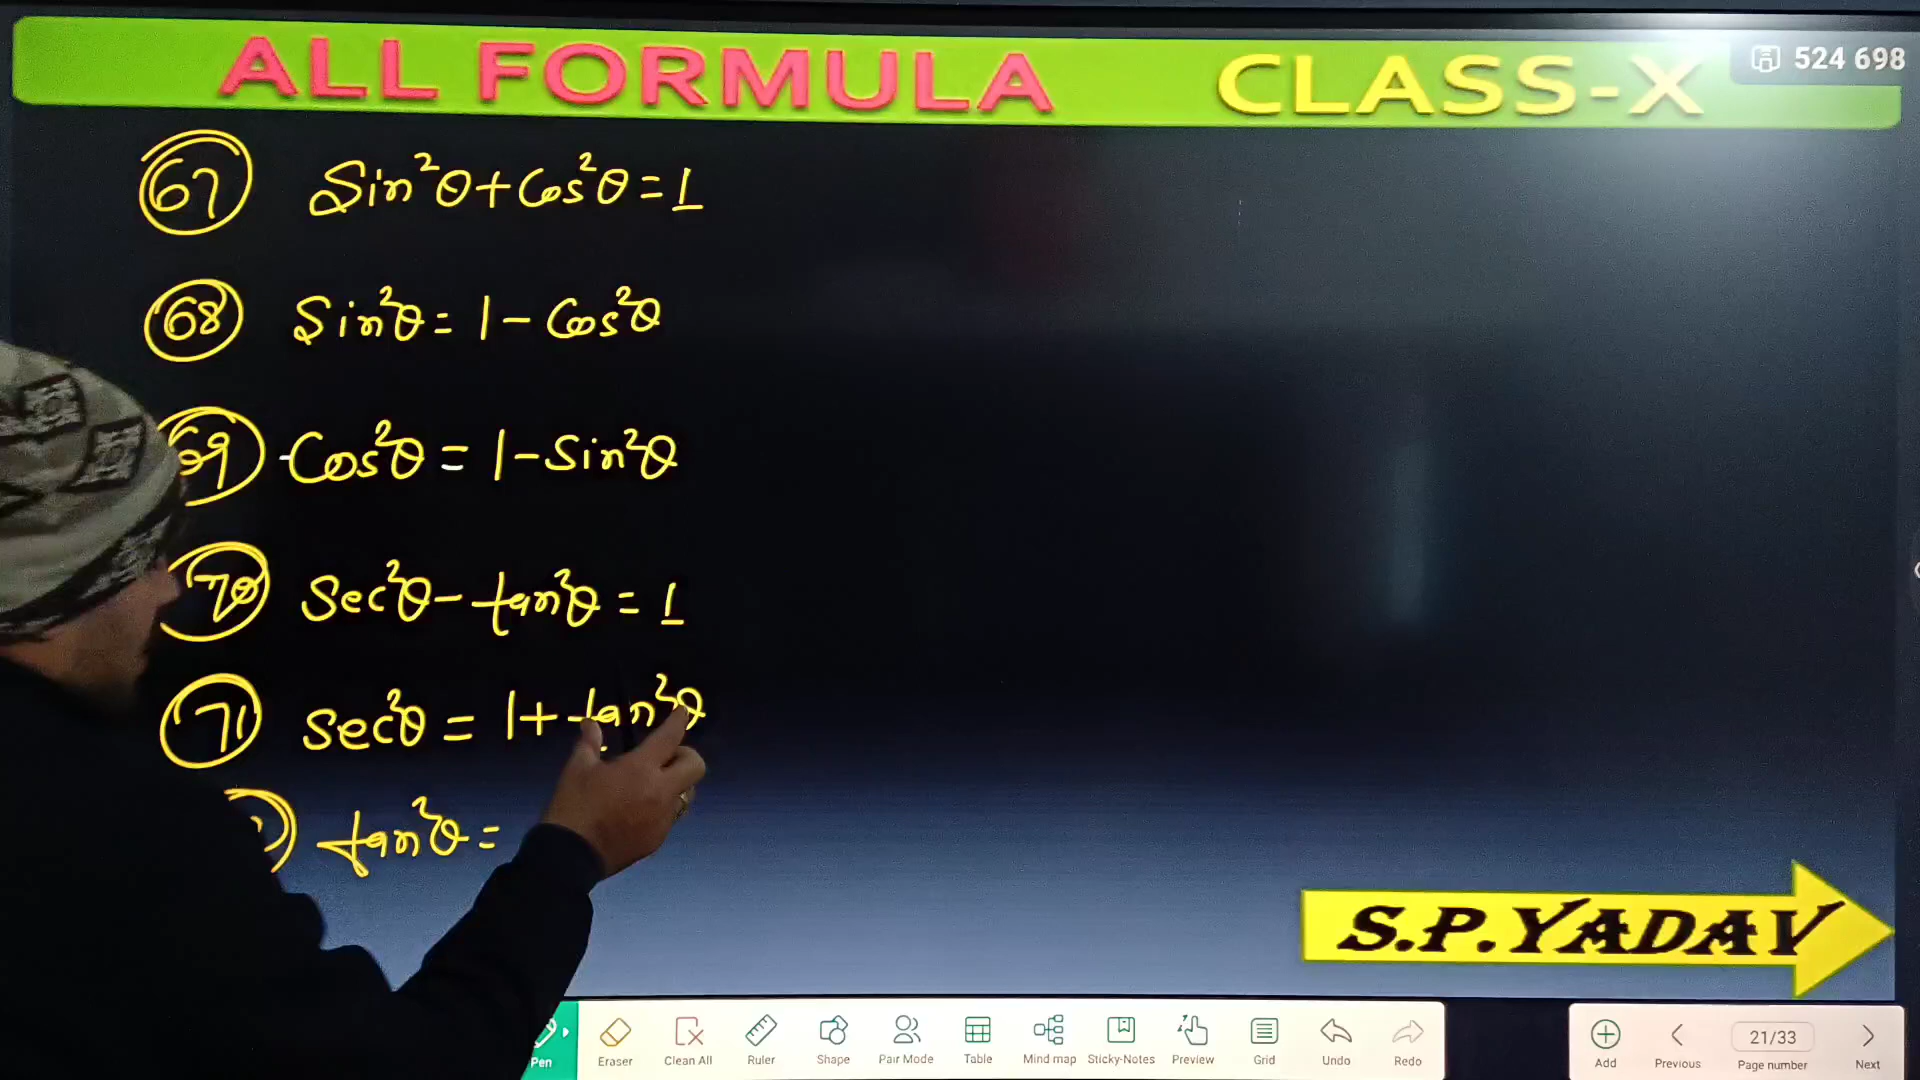 ALL FORMULA CLASS-X
524 698
67 Sin²θ+Cos²θ=1
68 Sin²θ= 1-Cos²θ
69 Cos²θ = 1-Sin²θ
70 Sec²θ- tan²θ = 1
71 Sec²θ = 1+tan²θ
tan²θ=
S.P.YADAV
Pen Eraser Clean All Ruler Shape Pair Mode Table Mind map Sticky-Notes Preview Grid Undo Redo
21/33
Add Previous Page number Next